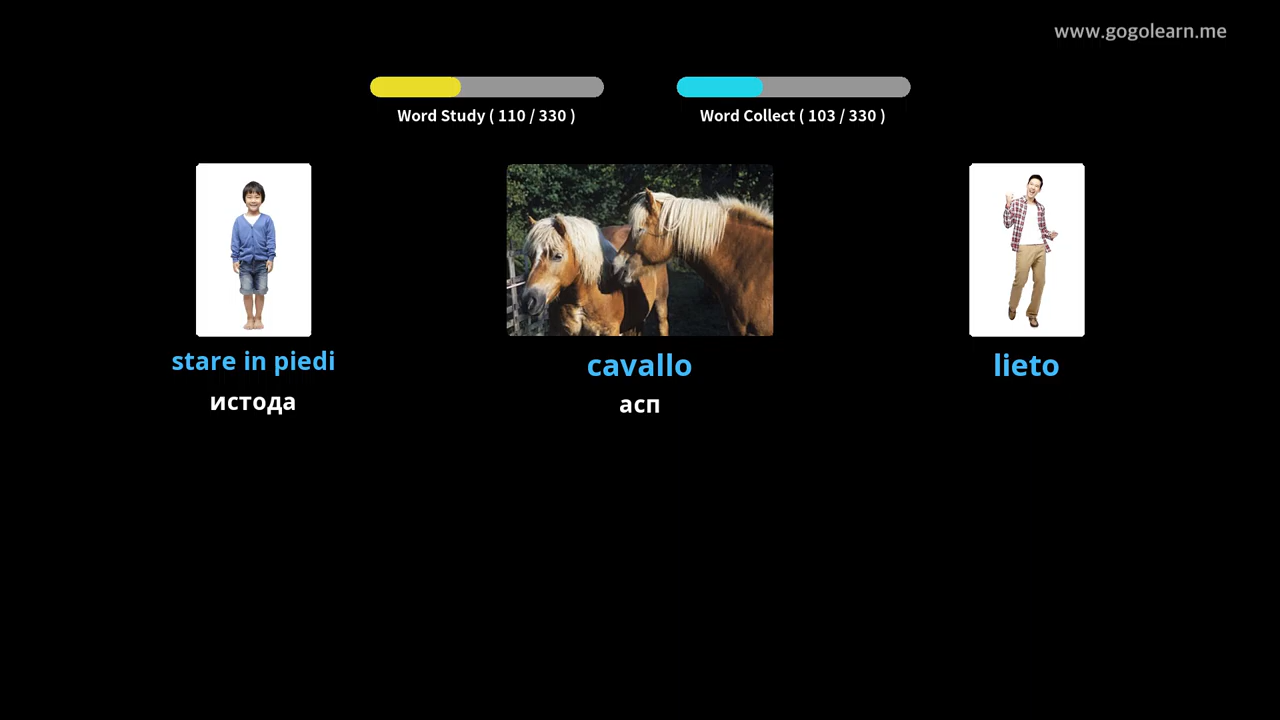 www.gogolearn.me
Word Study ( 110 / 330 )
Word Collect ( 103 / 330 )
stare in piedi
cavallo
lieto
истода
асп